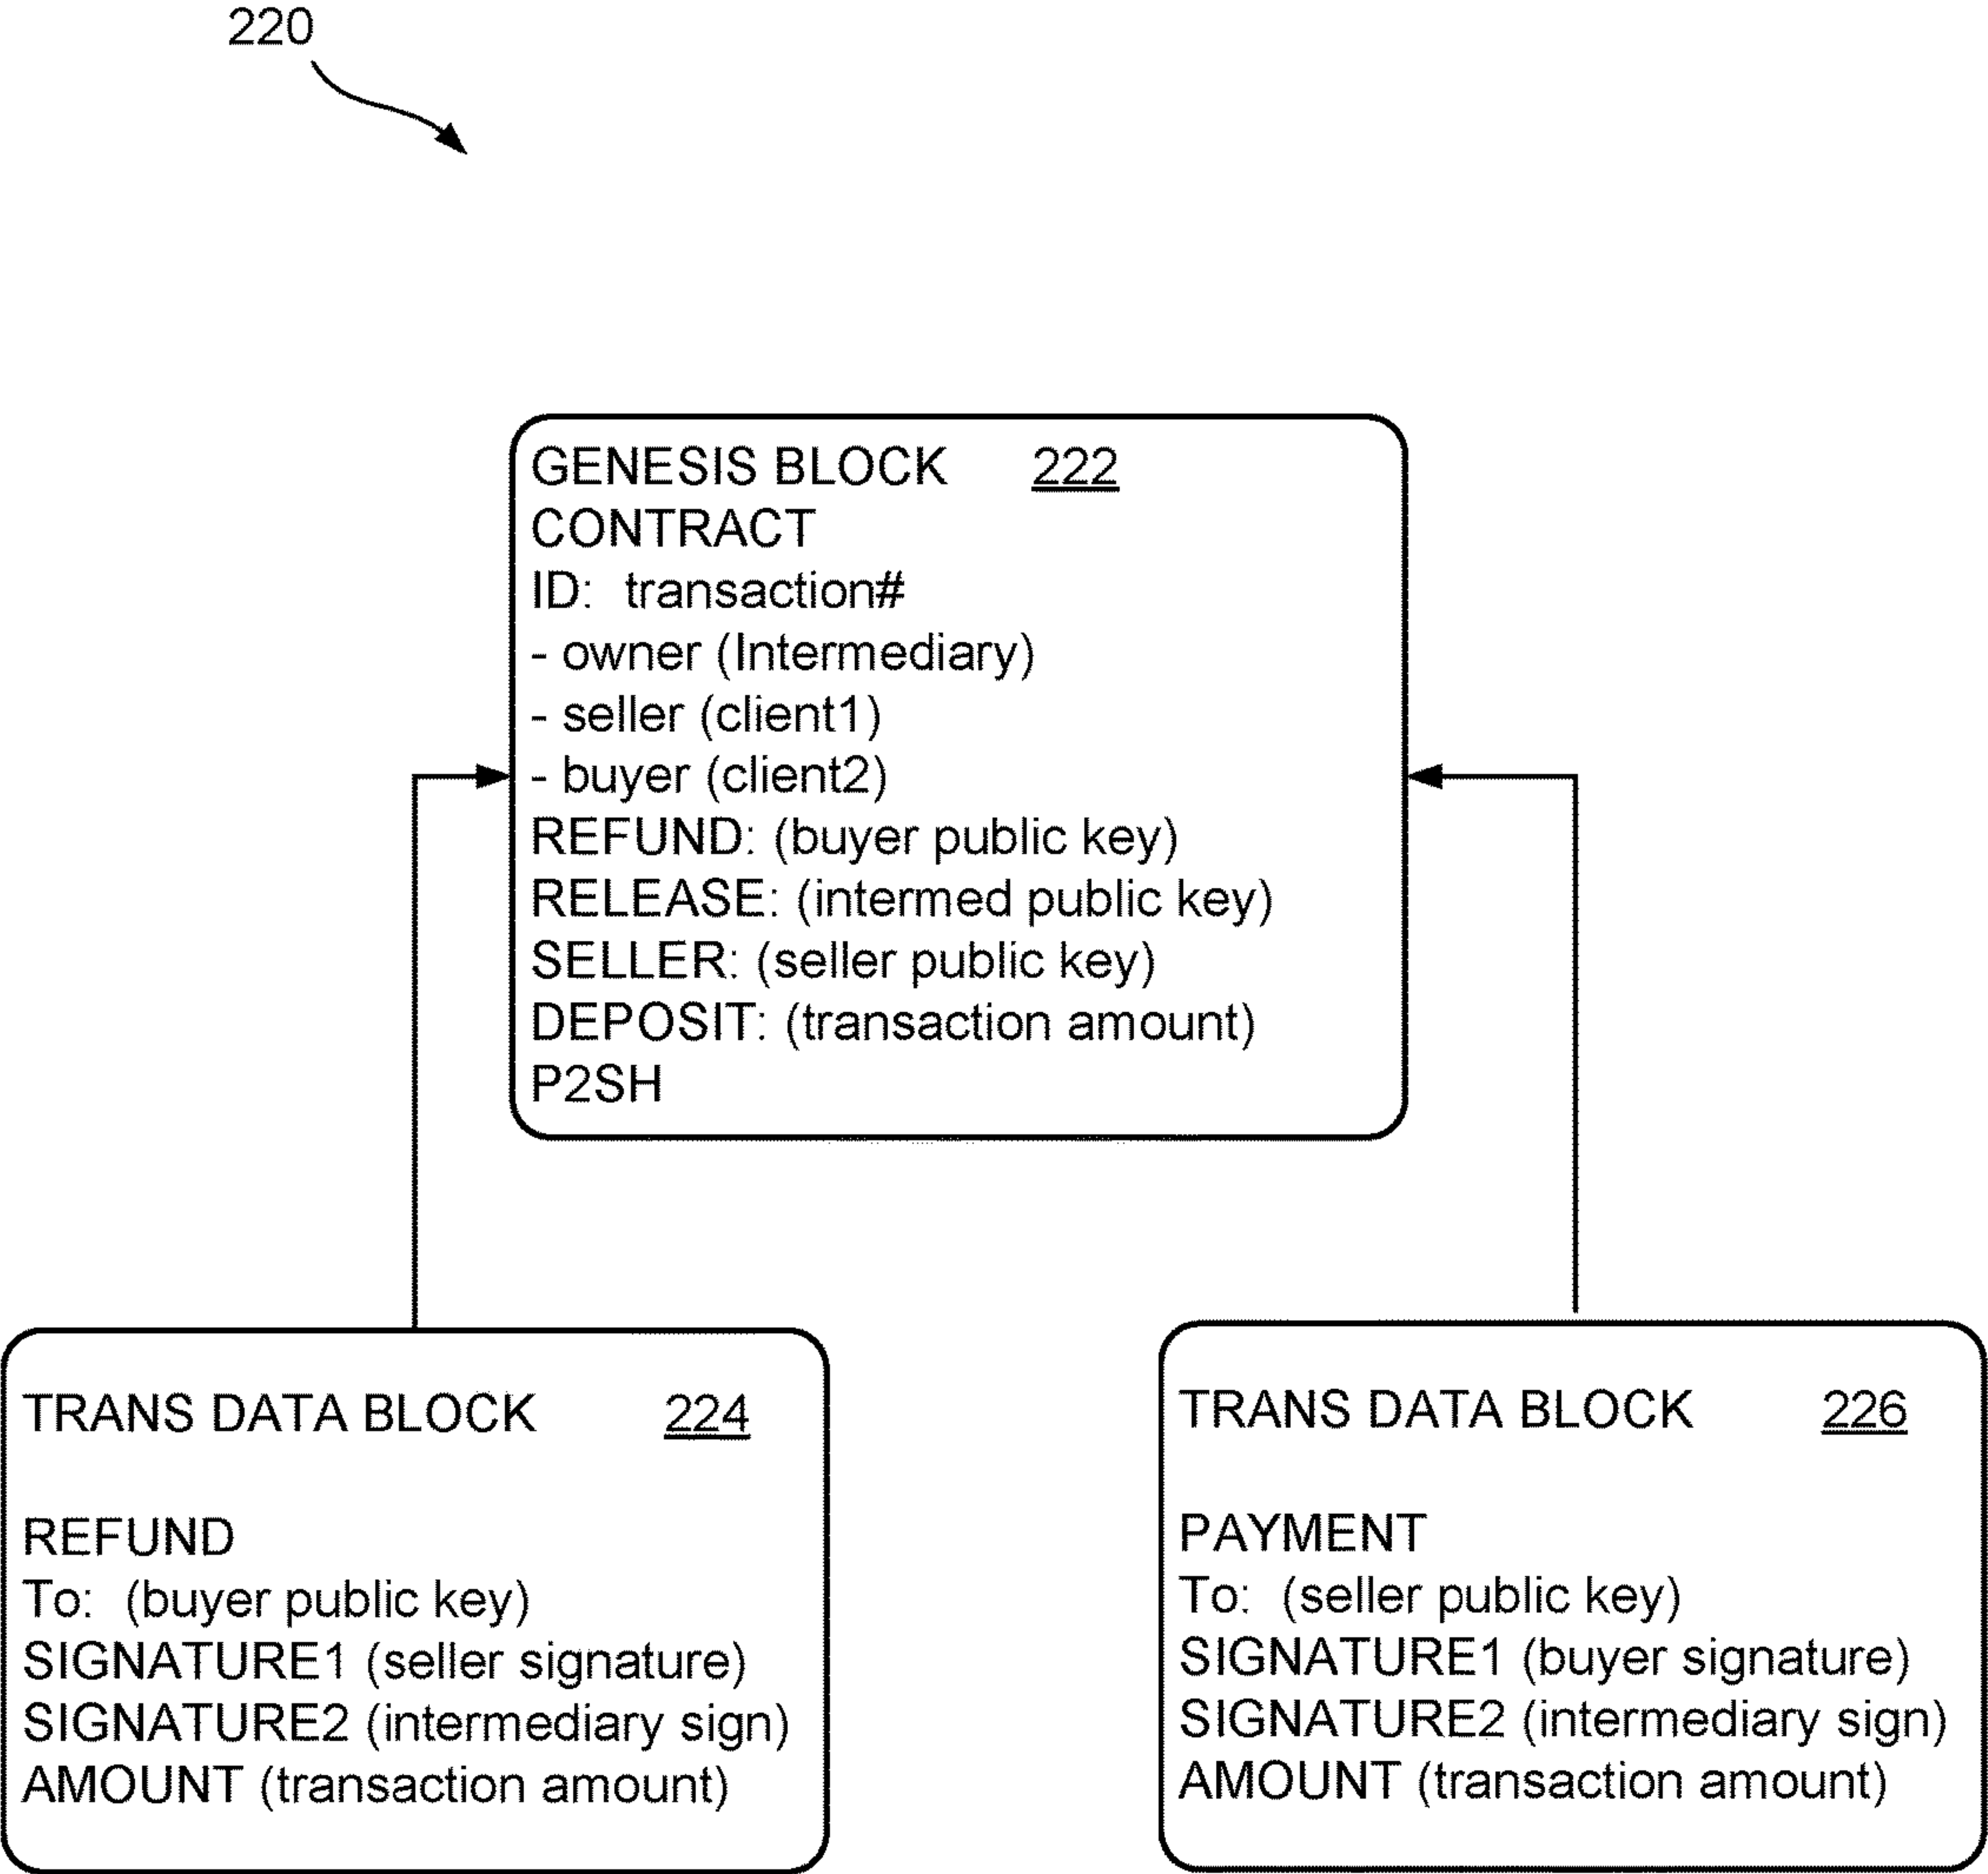 220
GENESIS BLOCK 222
CONTRACT
ID: transaction#
- owner (Intermediary)
- seller (client1)
- buyer (client2)
REFUND: (buyer public key)
RELEASE: (intermed public key)
SELLER: (seller public key)
DEPOSIT: (transaction amount)
P2SH
TRANS DATA BLOCK 224
REFUND
To: (buyer public key)
SIGNATURE1 (seller signature)
SIGNATURE2 (intermediary sign)
AMOUNT (transaction amount)
TRANS DATA BLOCK 226
PAYMENT
To: (seller public key)
SIGNATURE1 (buyer signature)
SIGNATURE2 (intermediary sign)
AMOUNT (transaction amount)